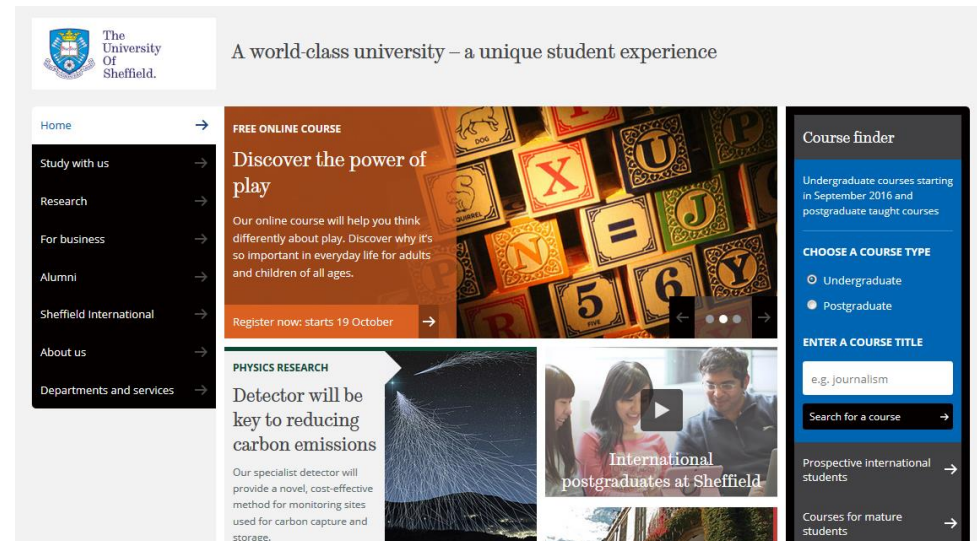 The
University
Of
Sheffield.
A world-class university – a unique student experience
Home
Study with us
Research
For business
Alumni
Sheffield International
About us
Departments and services
FREE ONLINE COURSE
Discover the power of
play
Our online course will help you think
differently about play. Discover why it's
so important in everyday life for adults
and children of all ages.
Register now: starts 19 October
DOG
SQUIRREL
X
U
P
P
N
=
J
R
5
FIVE
6
Y
PHYSICS RESEARCH
Detector will be
key to reducing
carbon emissions
Our specialist detector will
provide a novel, cost-effective
method for monitoring sites
used for carbon capture and
storage.
International
postgraduates at Sheffield
Course finder
Undergraduate courses starting
in September 2016 and
postgraduate taught courses
CHOOSE A COURSE TYPE
Undergraduate
Postgraduate
ENTER A COURSE TITLE
e.g. journalism
Search for a course
Prospective international
students
Courses for mature
students